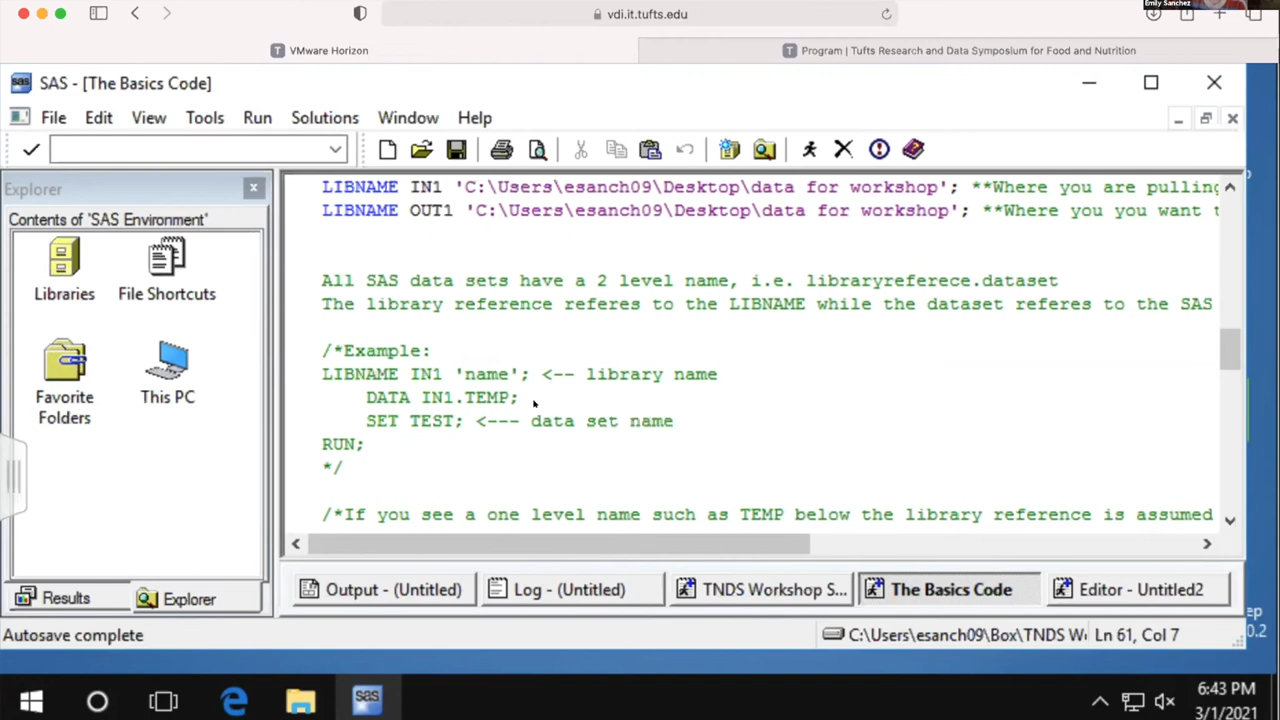 Emily Sanchez
vdi.it.tufts.edu
VMware Horizon
Program | Tufts Research and Data Symposium for Food and Nutrition
SAS - [The Basics Code]
File Edit View Tools Run Solutions Window Help
Explorer
Contents of 'SAS Environment'
Libraries
File Shortcuts
Favorite Folders
This PC
LIBNAME IN1 'C:\Users\esanch09\Desktop\data for workshop'; **Where you are pulling
LIBNAME OUT1 'C:\Users\esanch09\Desktop\data for workshop'; **Where you you want t
All SAS data sets have a 2 level name, i.e. libraryreferece.dataset
The library reference referes to the LIBNAME while the dataset referes to the SAS
/*Example:
LIBNAME IN1 'name'; <-- library name
DATA IN1.TEMP;
SET TEST; <--- data set name
RUN;
*/
/*If you see a one level name such as TEMP below the library reference is assumed
Results
Explorer
Output - (Untitled)
Log - (Untitled)
TNDS Workshop S...
The Basics Code
Editor - Untitled2
Autosave complete
C:\Users\esanch09\Box\TNDS W
Ln 61, Col 7
ep
0.2
sas
6:43 PM
3/1/2021